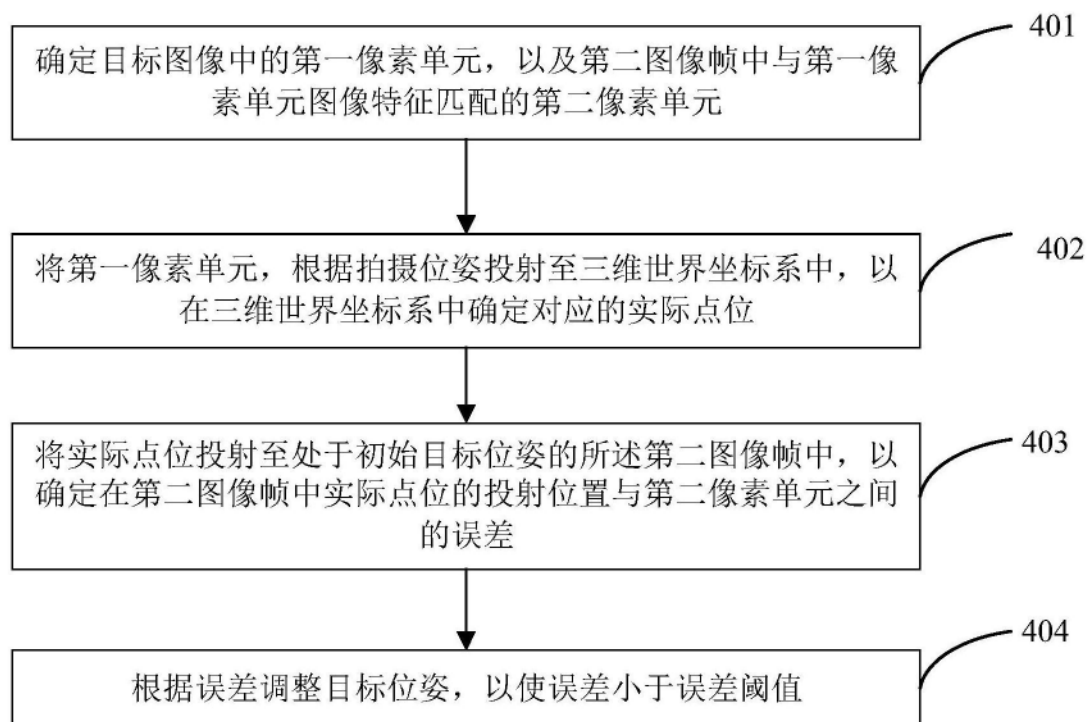 确定目标图像中的第一像素单元，以及第二图像帧中与第一像
素单元图像特征匹配的第二像素单元
401
将第一像素单元，根据拍摄位姿投射至三维世界坐标系中，以
在三维世界坐标系中确定对应的实际点位
402
将实际点位投射至处于初始目标位姿的所述第二图像帧中，以
确定在第二图像帧中实际点位的投射位置与第二像素单元之间
的误差
403
根据误差调整目标位姿，以使误差小于误差阈值
404